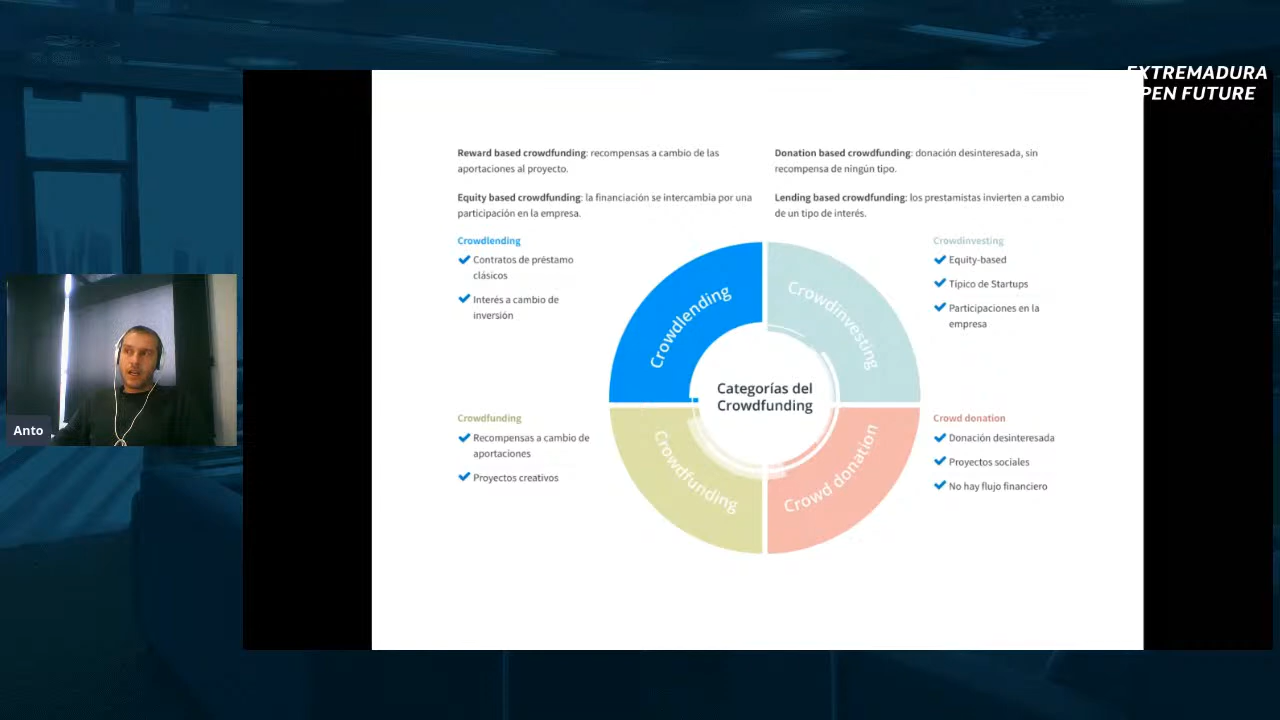 EXTREMADURA
PEN FUTURE
Reward based crowdfunding: recompensas a cambio de las
aportaciones al proyecto.
Equity based crowdfunding: la financiación se intercambia por una
participación en la empresa.
Donation based crowdfunding: donación desinteresada, sin
recompensa de ningún tipo.
Lending based crowdfunding: los prestamistas invierten a cambio
de un tipo de interés.
Crowdlending
Contratos de préstamo
clásicos
Interés a cambio de
inversión
Crowdinvesting
Equity-based
Típico de Startups
Participaciones en la
empresa
Crowdlending
Crowdinvesting
Categorías del
Crowdfunding
Crowdfunding
Crowd donation
Crowdfunding
Recompensas a cambio de
aportaciones
Proyectos creativos
Crowd donation
Donación desinteresada
Proyectos sociales
No hay flujo financiero
Anto